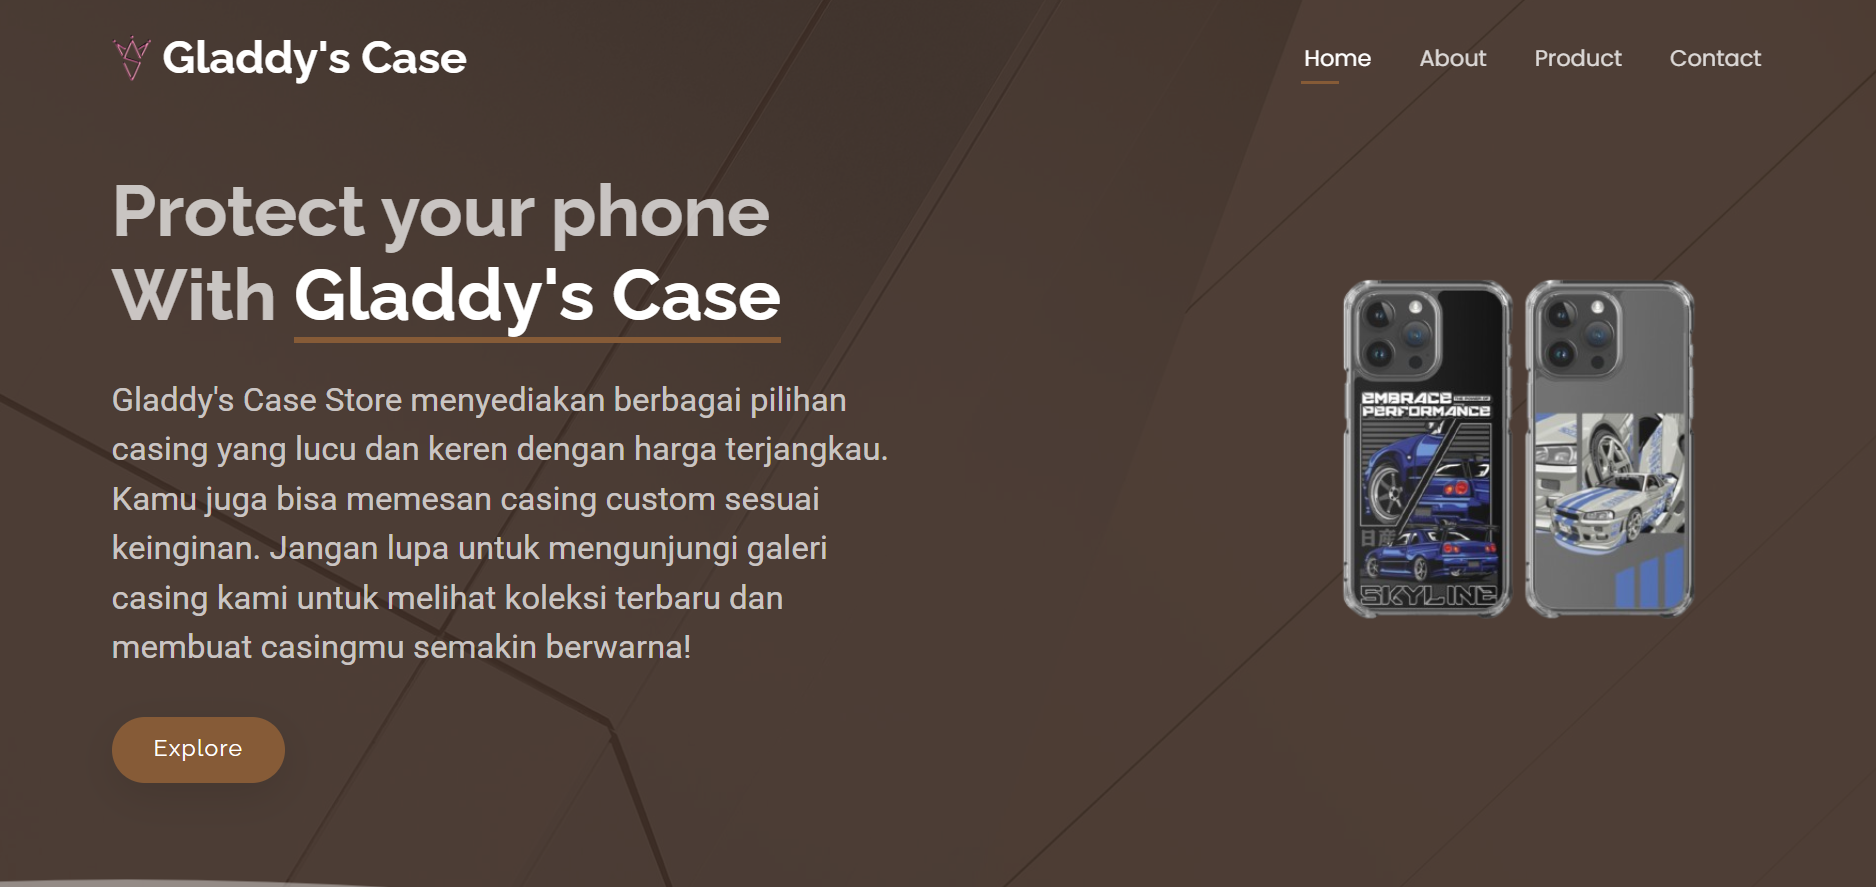 Gladdy's Case
Home
About
Product
Contact
Protect your phone
With Gladdy's Case
Gladdy's Case Store menyediakan berbagai pilihan
casing yang lucu dan keren dengan harga terjangkau.
Kamu juga bisa memesan casing custom sesuai
keinginan. Jangan lupa untuk mengunjungi galeri
casing kami untuk melihat koleksi terbaru dan
membuat casingmu semakin berwarna!
Explore
EMBRACE
PERFORMANCE
日産
SKYLINE